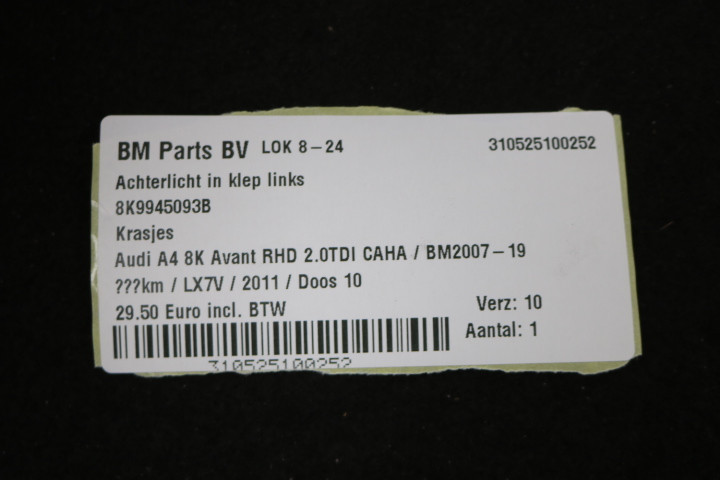 BM Parts BV LOK 8-24 310525100252
Achterlicht in klep links
8K9945093B
Krasjes
Audi A4 8K Avant RHD 2.0TDI CAHA / BM2007-19
???km / LX7V / 2011 / Doos 10
29.50 Euro incl. BTW Verz: 10
Aantal: 1
310525100252